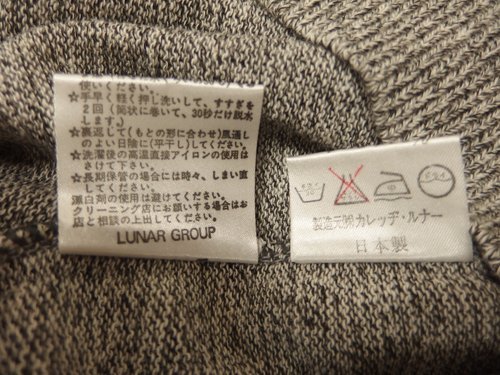 使いください。
☆手早く軽く押し洗いして、すすぎを
2回(筒状に巻いて、30秒だけ脱水
します。)
☆裏返して(もとの形に合わせ)風通し
のよい日陰に(平干し)してください。
☆洗濯後の高温直接アイロンの使用は
さけて下さい。
☆長期保管の場合には時々、しまい直
してください。
漂白剤の使用は避けてください。
クリーニング店にお願いする場合はお
店と相談の上出してください。
LUNAR GROUP
製造元㈱カレッヂ・ルナー
日本製